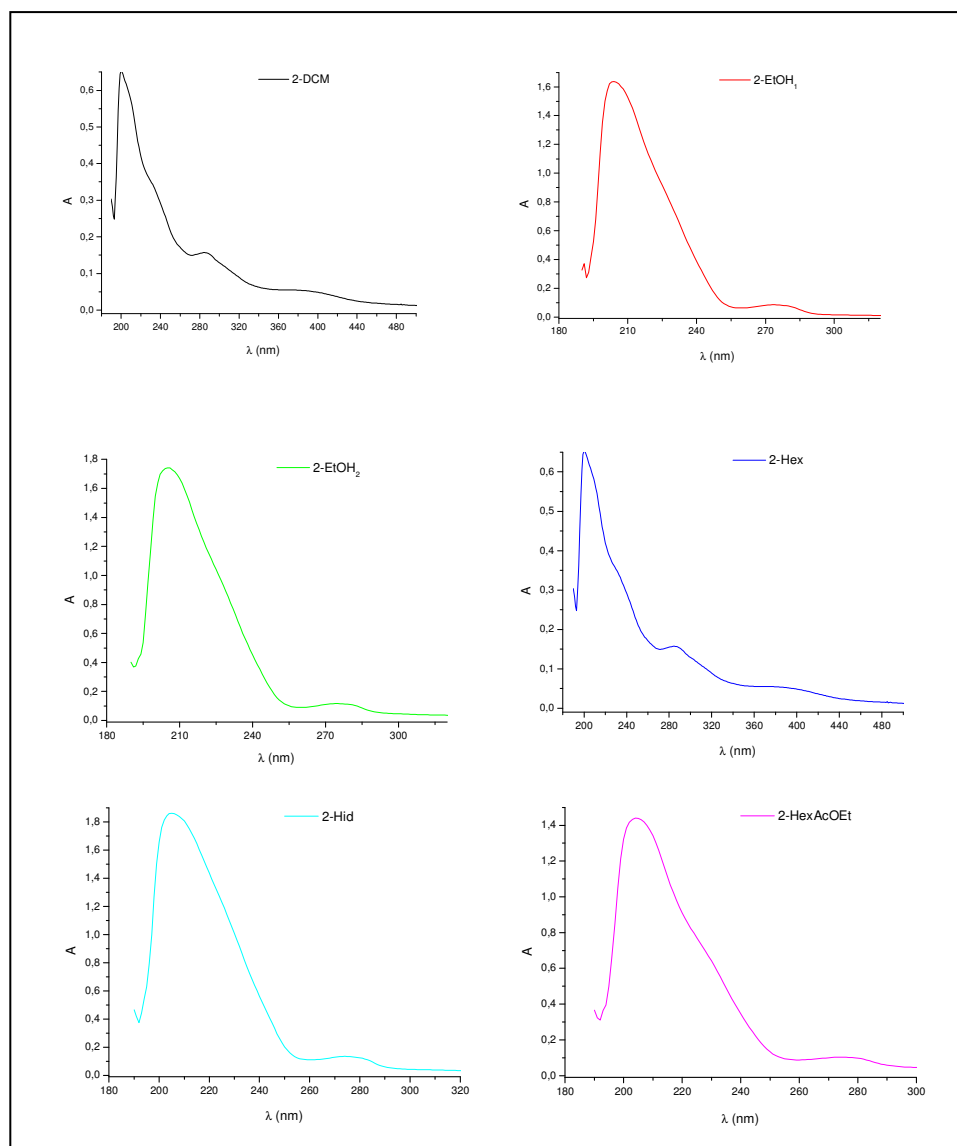 2-DCM
0,6
0,5
0,4
0,3
0,2
0,1
0,0
A
200 240 280 320 360 400 440 480
λ (nm)
2-EtOH₁
1,6
1,4
1,2
1,0
0,8
0,6
0,4
0,2
0,0
A
180 210 240 270 300
λ (nm)
2-EtOH₂
1,8
1,6
1,4
1,2
1,0
0,8
0,6
0,4
0,2
0,0
A
180 210 240 270 300
λ (nm)
2-Hex
0,6
0,5
0,4
0,3
0,2
0,1
0,0
A
200 240 280 320 360 400 440 480
λ (nm)
2-Hid
1,8
1,6
1,4
1,2
1,0
0,8
0,6
0,4
0,2
0,0
A
180 200 220 240 260 280 300 320
λ (nm)
2-HexAcOEt
1,4
1,2
1,0
0,8
0,6
0,4
0,2
0,0
A
180 200 220 240 260 280 300
λ (nm)